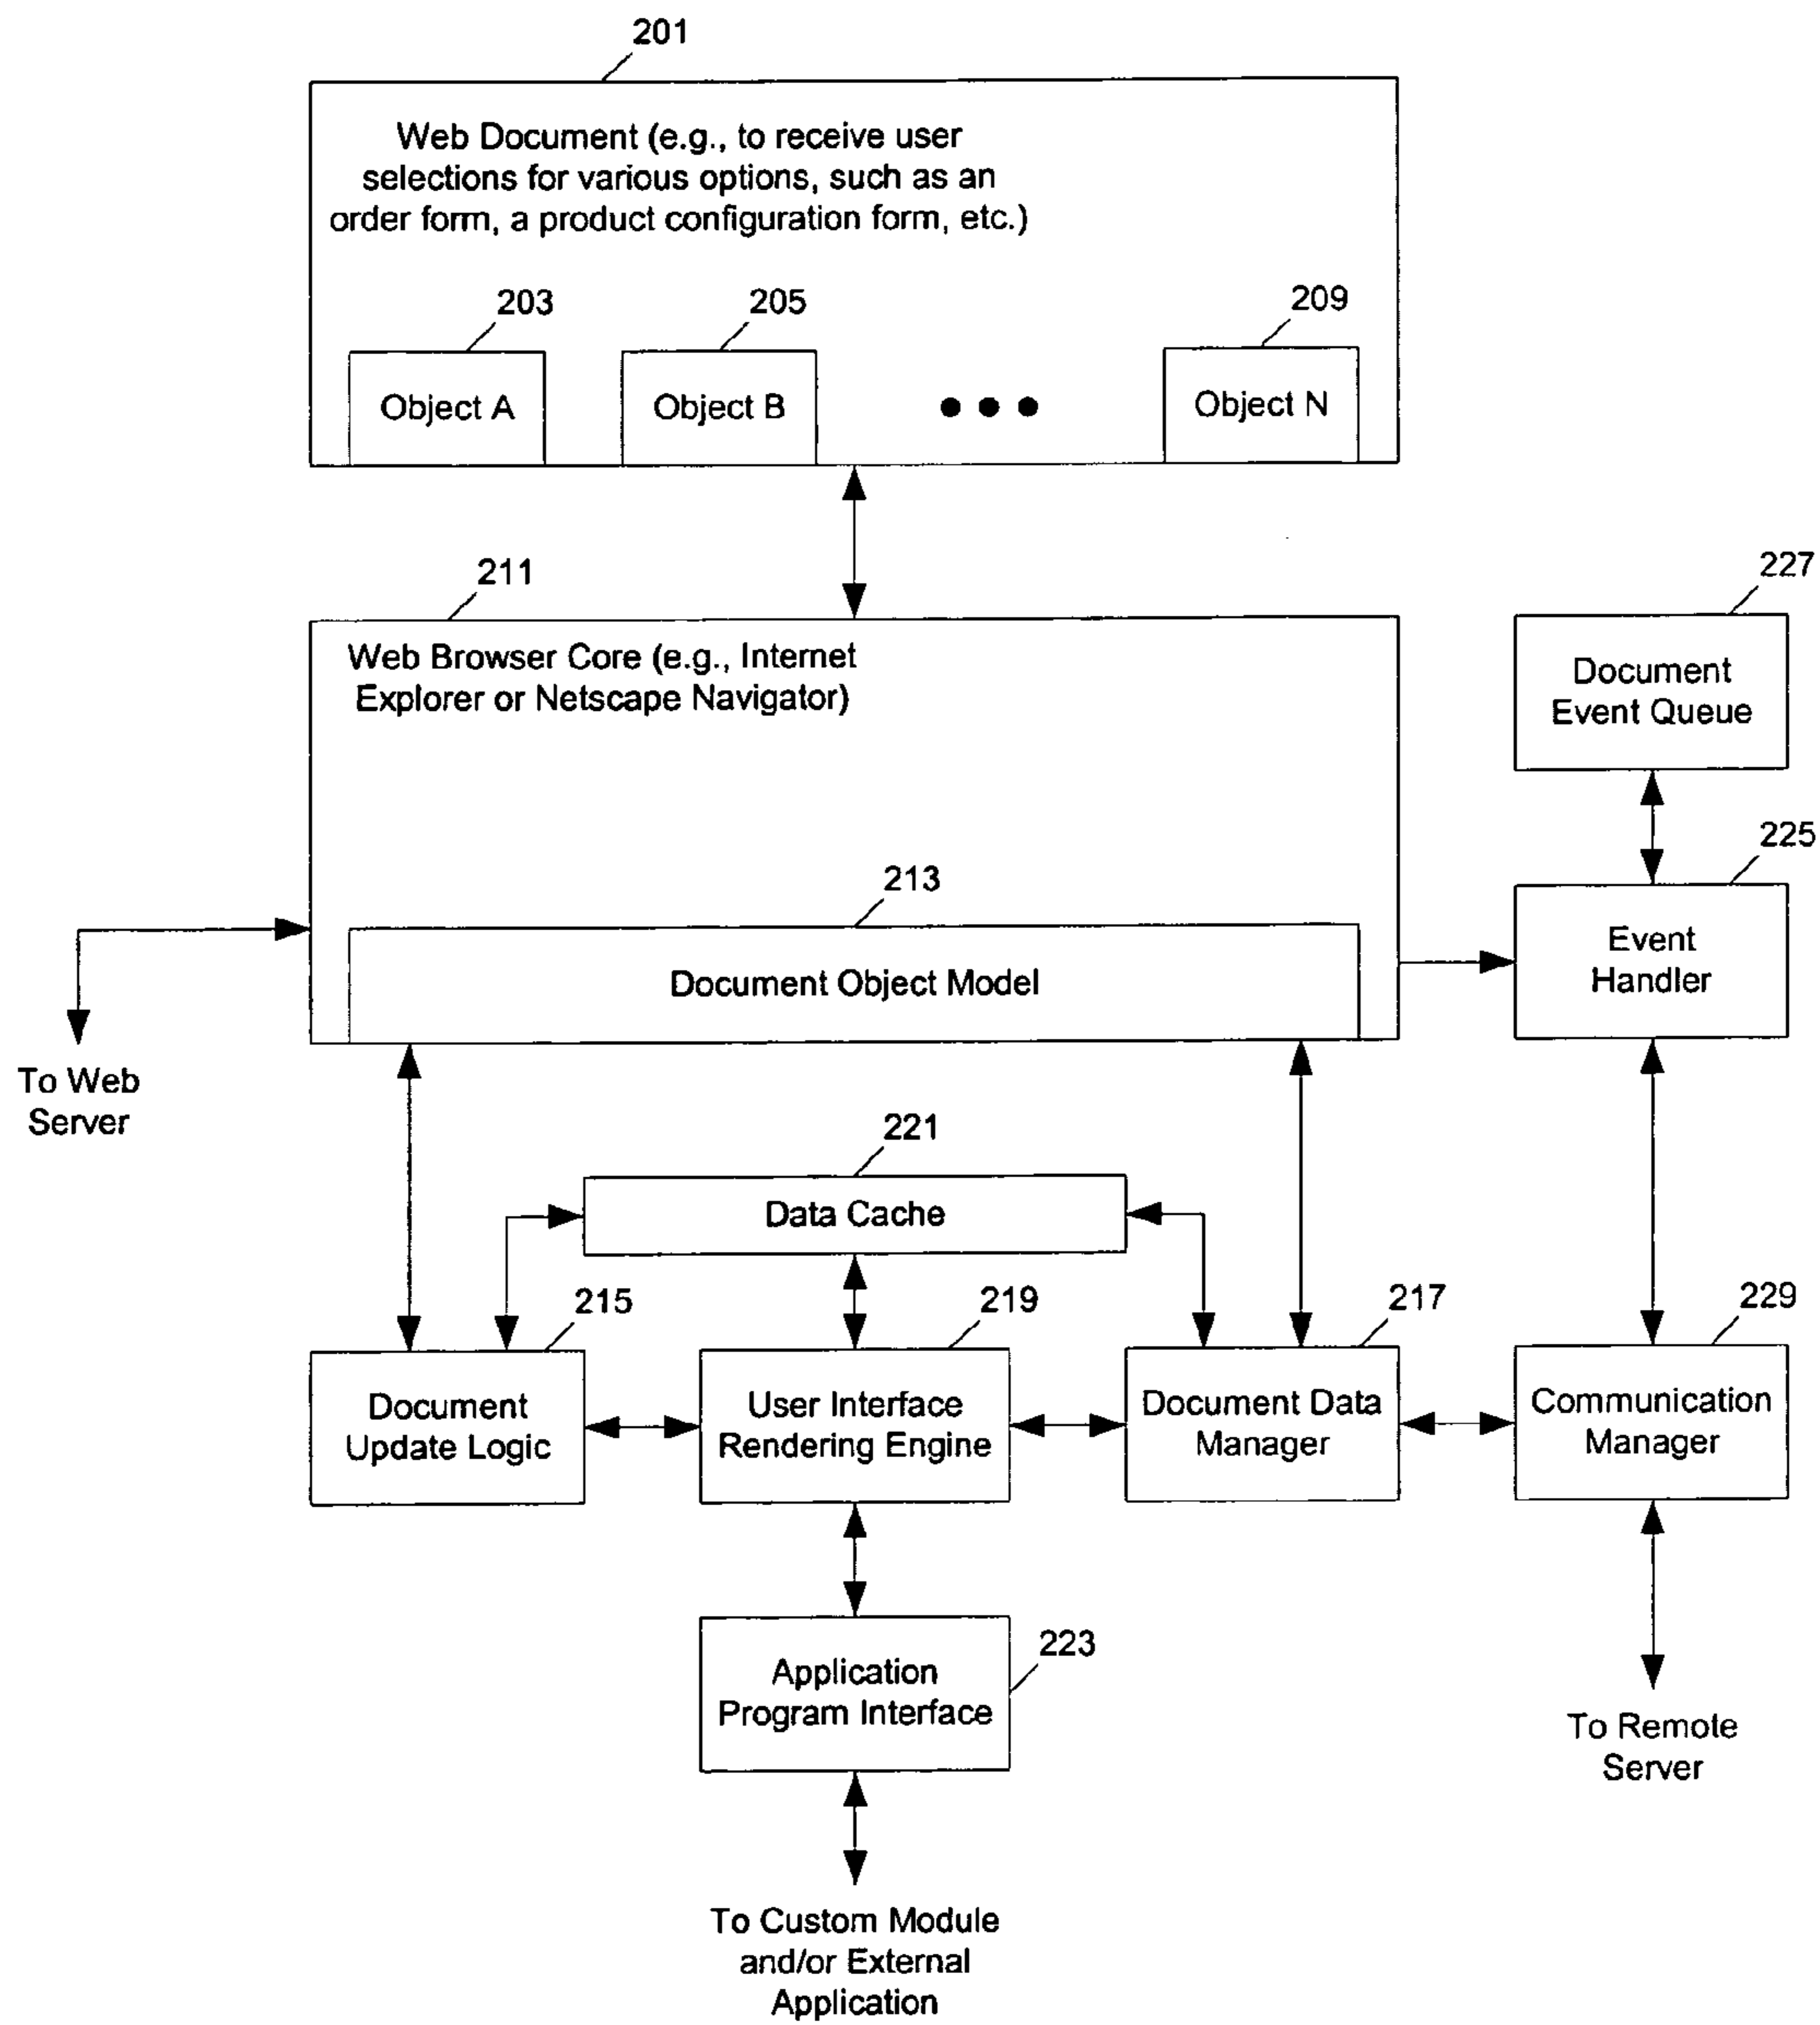 201
Web Document (e.g., to receive user
selections for various options, such as an
order form, a product configuration form, etc.)
203
205
209
Object A
Object B
Object N
211
Web Browser Core (e.g., Internet
Explorer or Netscape Navigator)
227
Document
Event Queue
225
Event
Handler
213
Document Object Model
To Web
Server
221
Data Cache
215
Document
Update Logic
219
User Interface
Rendering Engine
217
Document Data
Manager
229
Communication
Manager
223
Application
Program Interface
To Remote
Server
To Custom Module
and/or External
Application